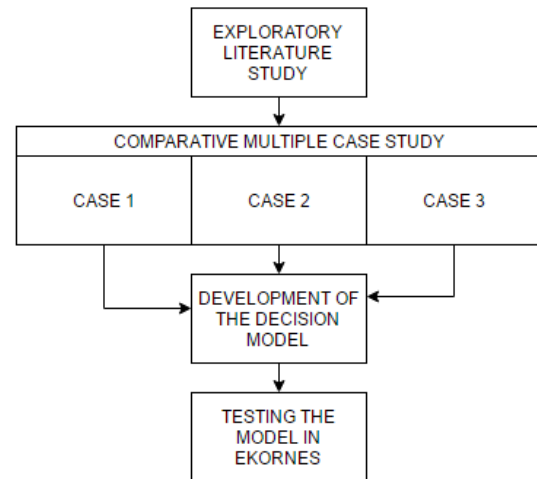 EXPLORATORY
LITERATURE
STUDY
COMPARATIVE MULTIPLE CASE STUDY
CASE 1
CASE 2
CASE 3
DEVELOPMENT OF
THE DECISION
MODEL
TESTING THE
MODEL IN
EKORNES